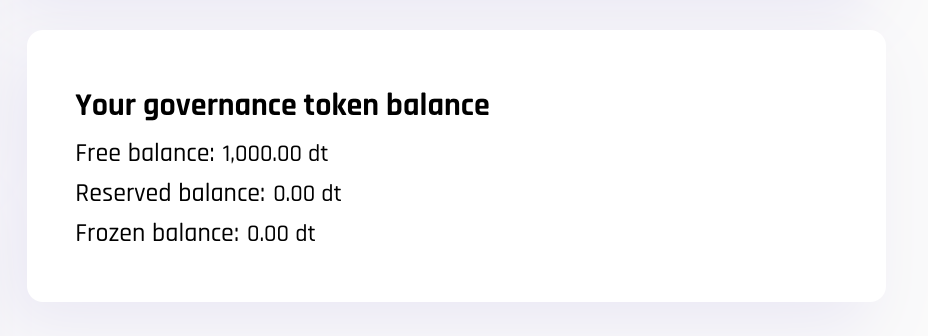 Your governance token balance
Free balance: 1,000.00 dt
Reserved balance: 0.00 dt
Frozen balance: 0.00 dt